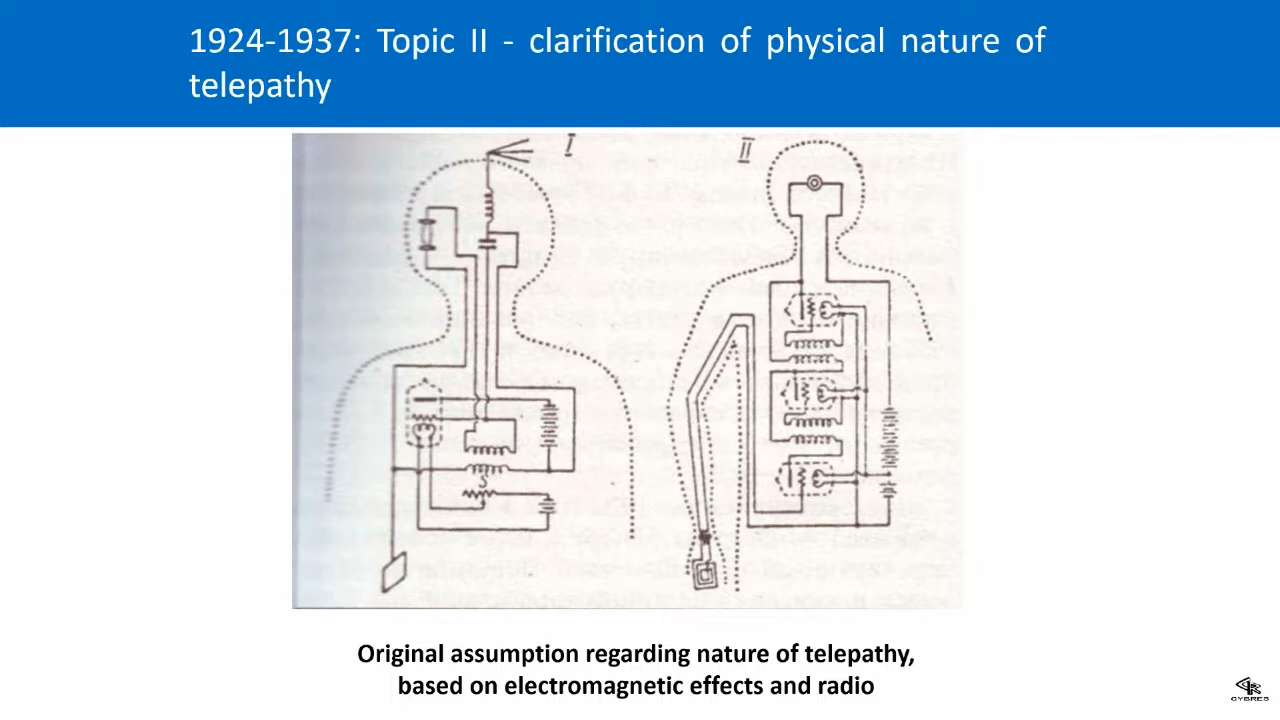 1924-1937: Topic II - clarification of physical nature of
telepathy
I
II
S
Original assumption regarding nature of telepathy,
based on electromagnetic effects and radio
CYBRES